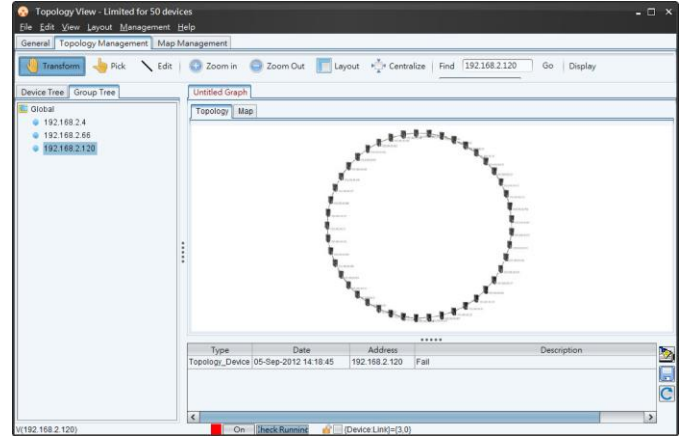 Topology View - Limited for 50 devices
File Edit View Layout Management Help
General Topology Management Map Management
Transform Pick Edit Zoom in Zoom Out Layout Centralize Find 192.168.2.120 Go Display
Device Tree Group Tree Untitled Graph
Global Topology Map
192.168.2.4
192.168.2.66
192.168.2.120
Type Date Address Description
Topology_Device 05-Sep-2012 14:18:45 192.168.2.120 Fail
V(192.168.2.120) On Check Running {Device:Link}={3,0}